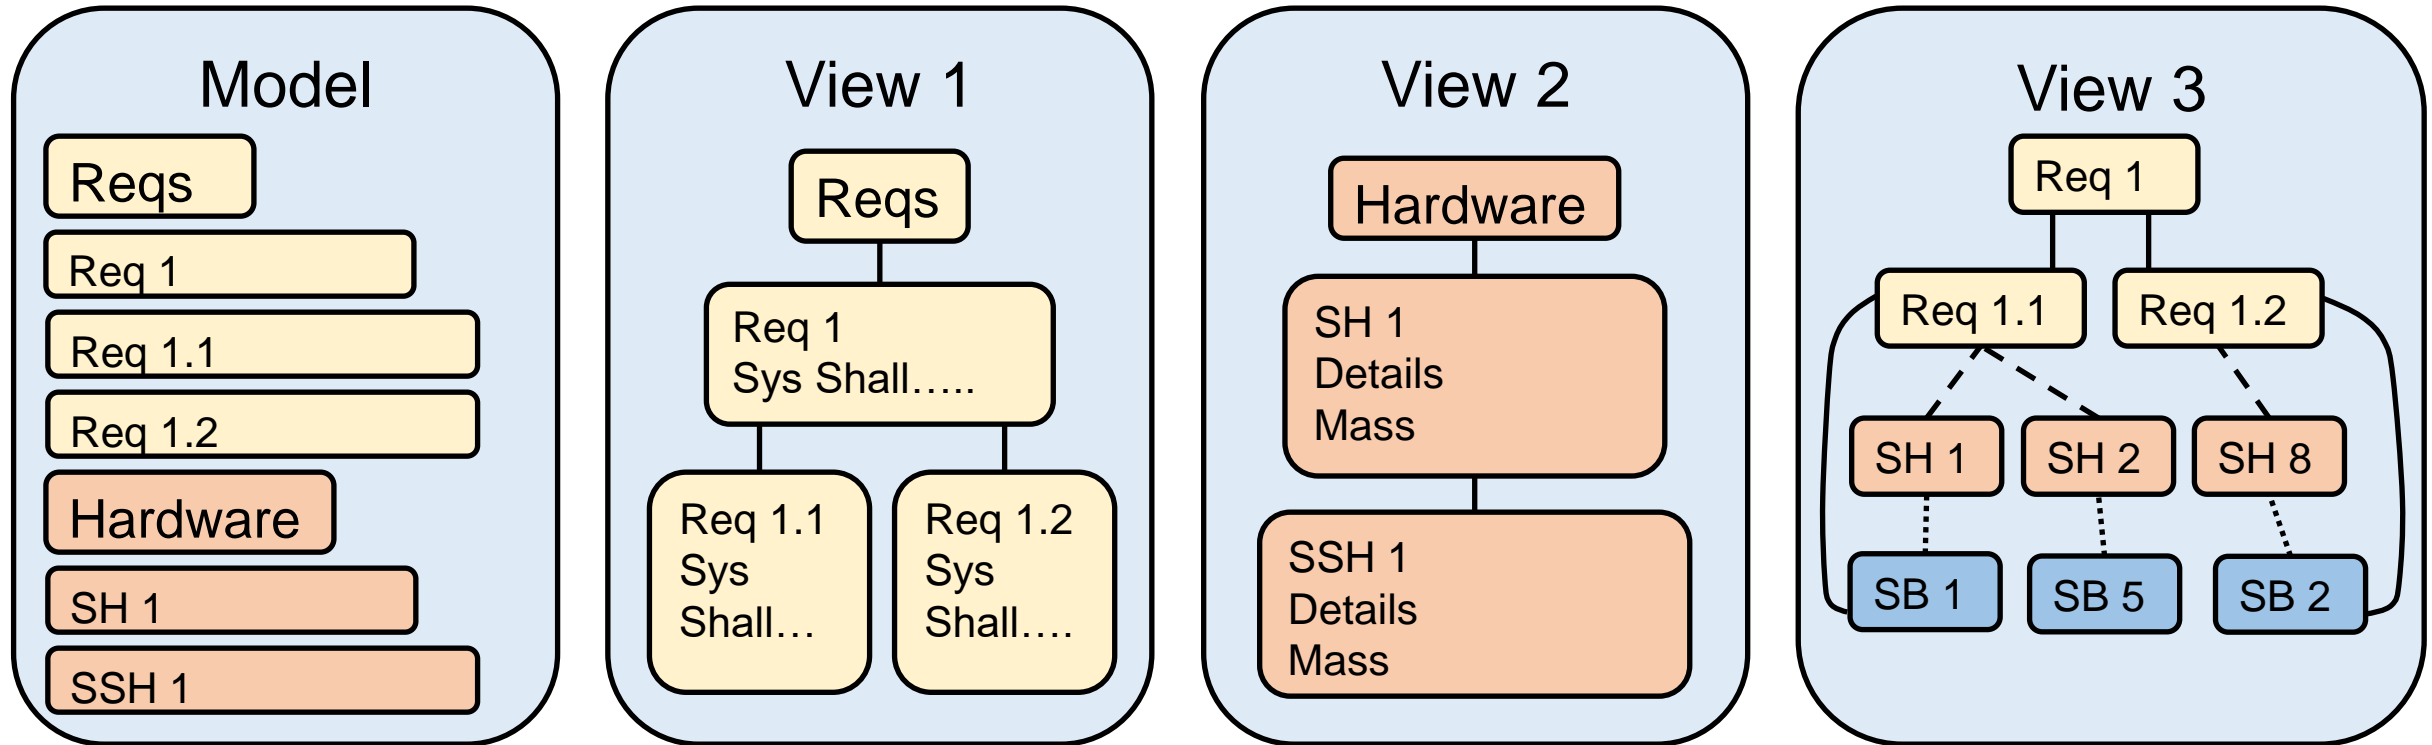 Model
Reqs
Req 1
Req 1.1
Req 1.2
Hardware
SH 1
SSH 1
View 1
Reqs
Req 1
Sys Shall…..
Req 1.1
Sys
Shall…
Req 1.2
Sys
Shall….
View 2
Hardware
SH 1
Details
Mass
SSH 1
Details
Mass
View 3
Req 1
Req 1.1
Req 1.2
SH 1
SH 2
SH 8
SB 1
SB 5
SB 2